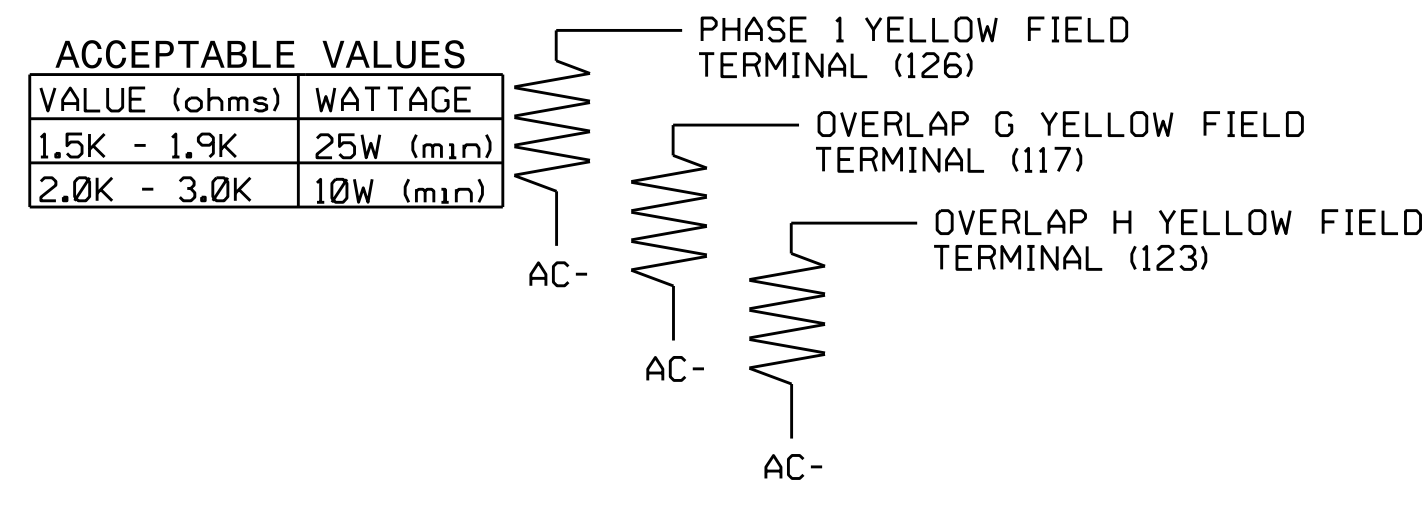 ACCEPTABLE VALUES
VALUE (ohms) WATTAGE
1.5K - 1.9K 25W (min)
2.0K - 3.0K 10W (min)
PHASE 1 YELLOW FIELD
TERMINAL (126)
AC-
OVERLAP G YELLOW FIELD
TERMINAL (117)
AC-
OVERLAP H YELLOW FIELD
TERMINAL (123)
AC-